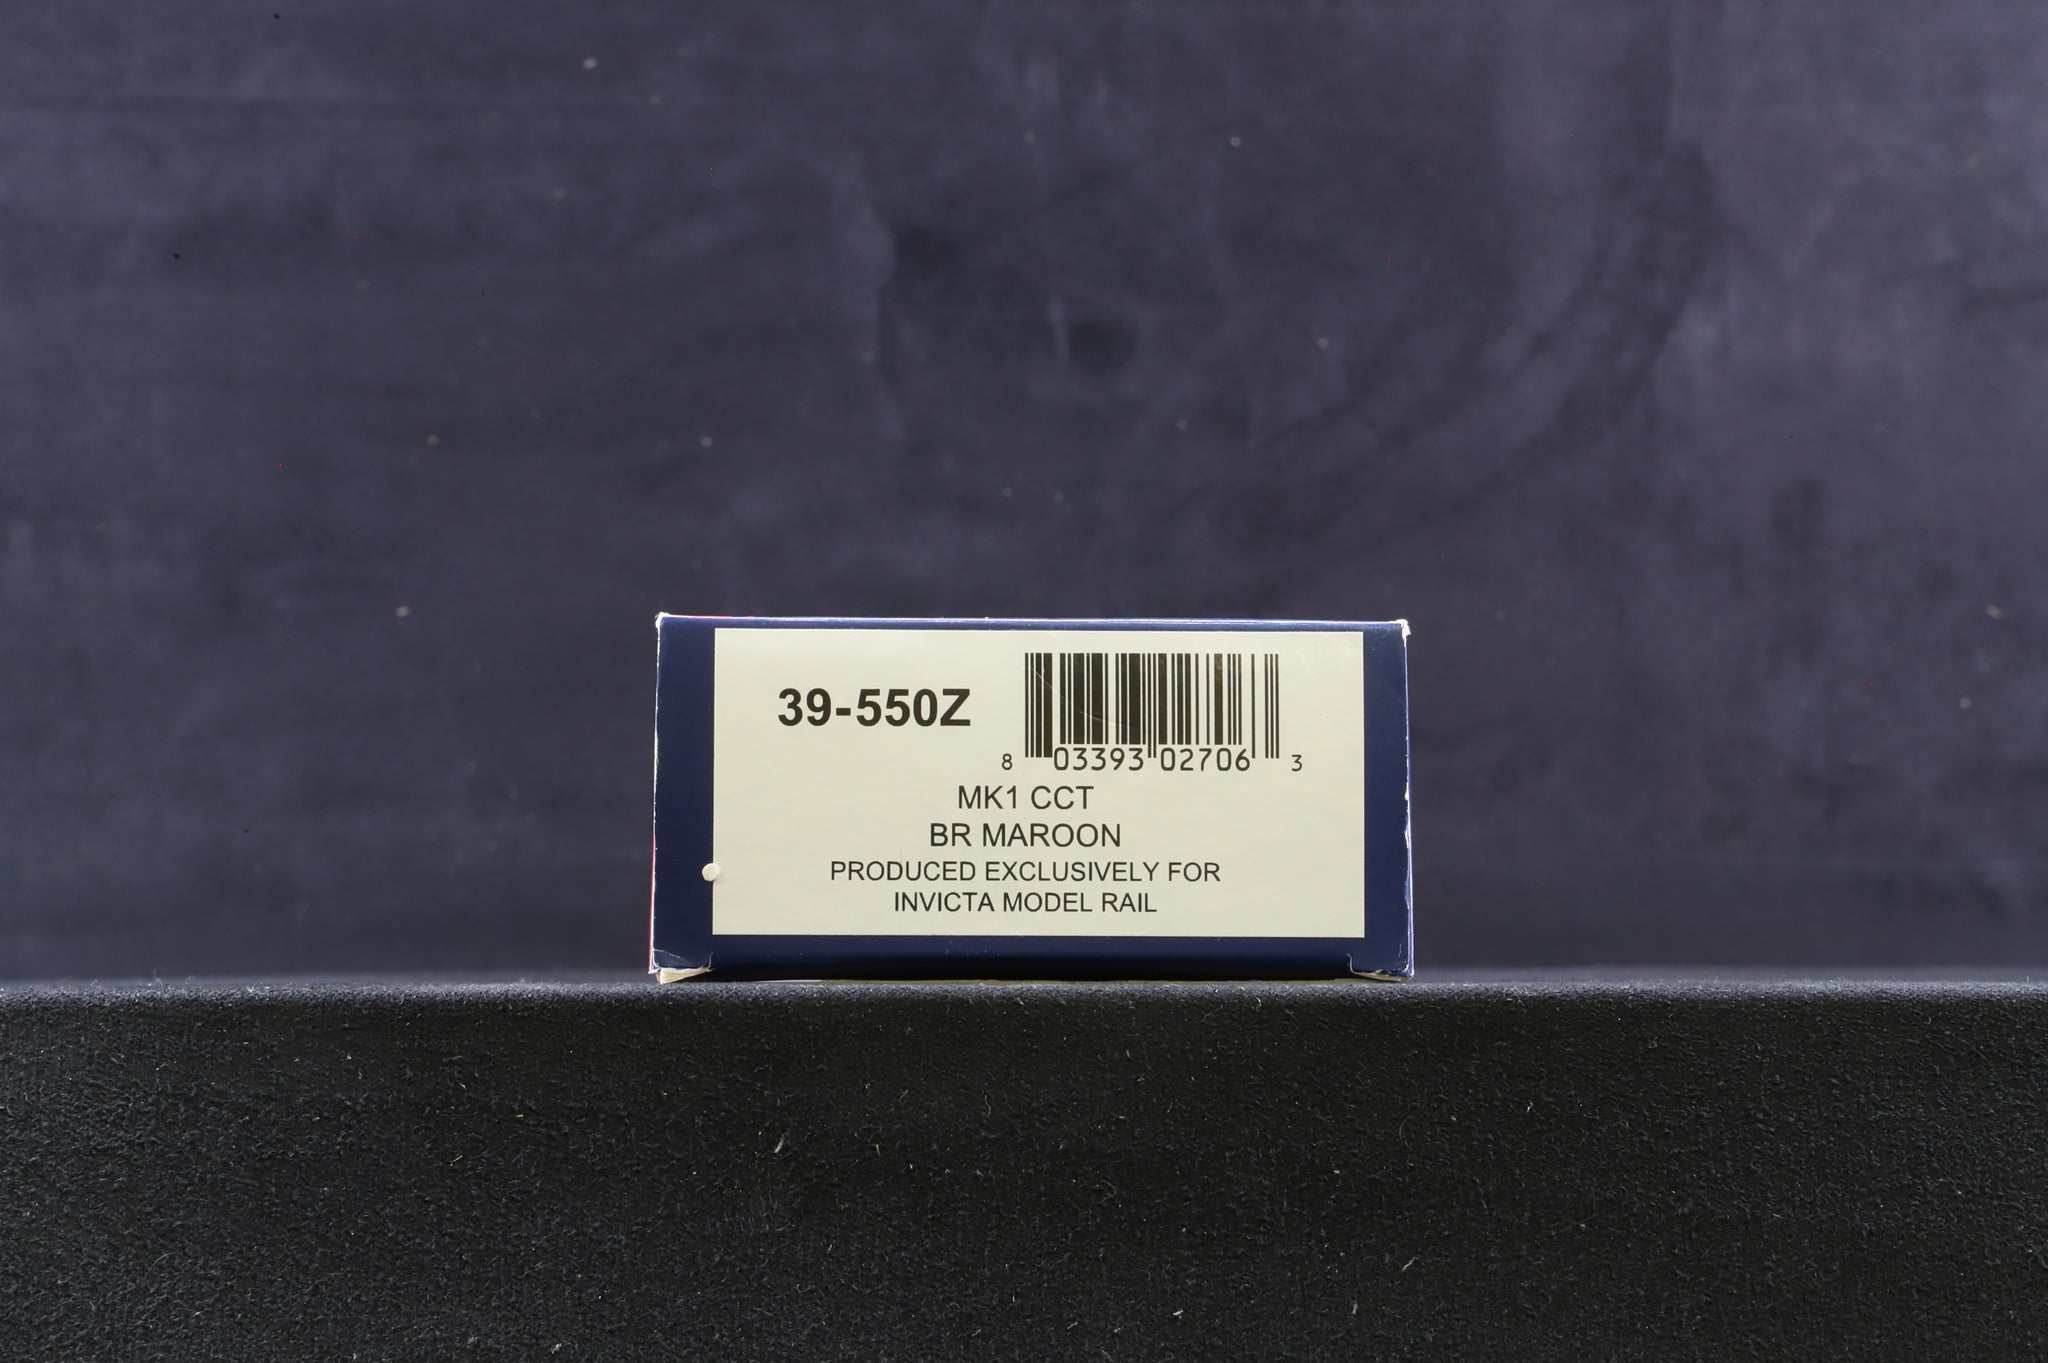 39-550Z
8 03393 02706 3
MK1 CCT
BR MAROON
PRODUCED EXCLUSIVELY FOR
INVICTA MODEL RAIL